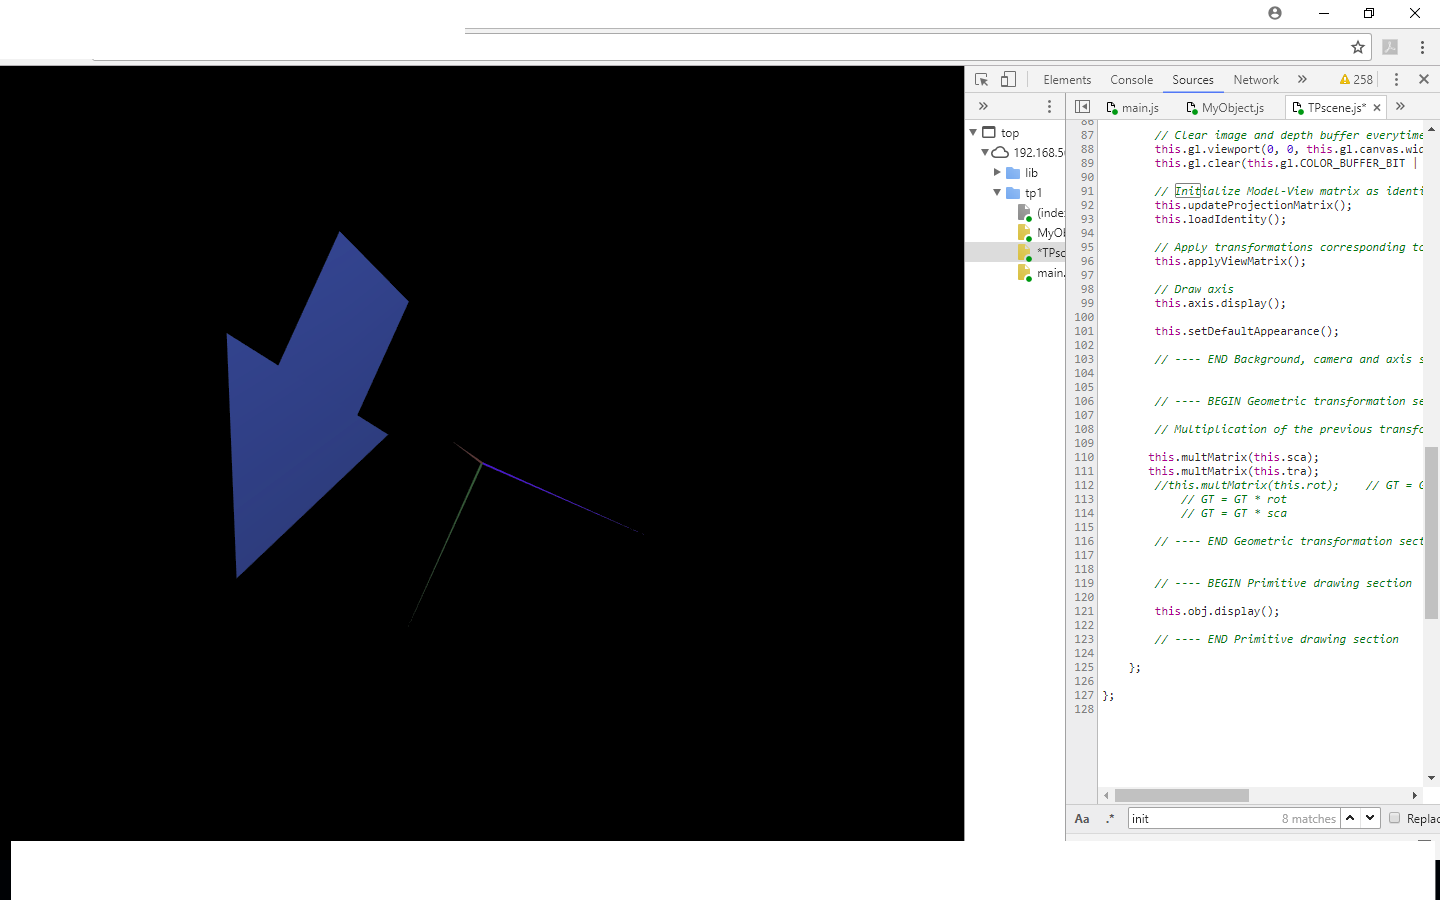 Elements Console Sources Network » 258
» main.js MyObject.js TPscene.js* × »
top
192.168.5
lib
tp1
(inde
MyOb
*TPsc
main.
86
87 // Clear image and depth buffer everytime
88 this.gl.viewport(0, 0, this.gl.canvas.wid
89 this.gl.clear(this.gl.COLOR_BUFFER_BIT |
90
91 // Initialize Model-View matrix as identi
92 this.updateProjectionMatrix();
93 this.loadIdentity();
94
95 // Apply transformations corresponding to
96 this.applyViewMatrix();
97
98 // Draw axis
99 this.axis.display();
100
101 this.setDefaultAppearance();
102
103 // ---- END Background, camera and axis s
104
105
106 // ---- BEGIN Geometric transformation se
107
108 // Multiplication of the previous transfo
109
110 this.multMatrix(this.sca);
111 this.multMatrix(this.tra);
112 //this.multMatrix(this.rot); // GT = G
113 // GT = GT * rot
114 // GT = GT * sca
115
116 // ---- END Geometric transformation sect
117
118
119 // ---- BEGIN Primitive drawing section
120
121 this.obj.display();
122
123 // ---- END Primitive drawing section
124
125 };
126
127 };
128
Aa .* init 8 matches Replac